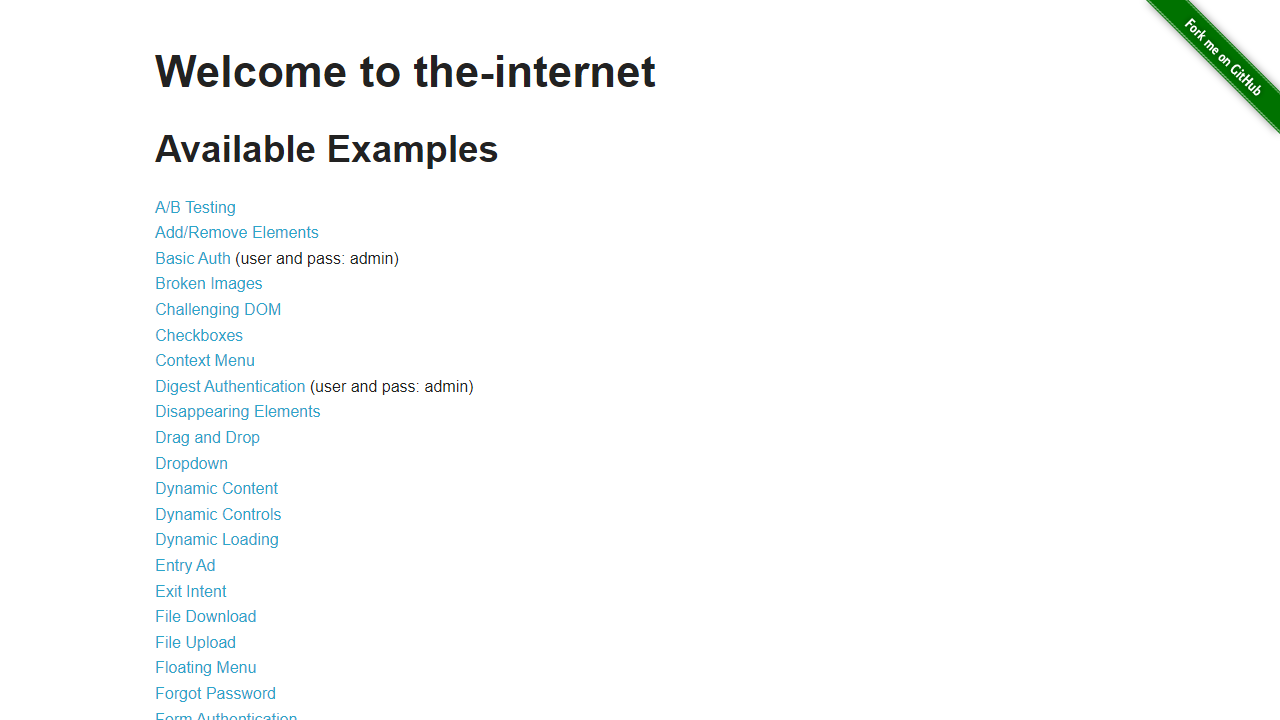 Welcome to the-internet
Fork me on GitHub
Available Examples
A/B Testing
Add/Remove Elements
Basic Auth (user and pass: admin)
Broken Images
Challenging DOM
Checkboxes
Context Menu
Digest Authentication (user and pass: admin)
Disappearing Elements
Drag and Drop
Dropdown
Dynamic Content
Dynamic Controls
Dynamic Loading
Entry Ad
Exit Intent
File Download
File Upload
Floating Menu
Forgot Password
Form Authentication